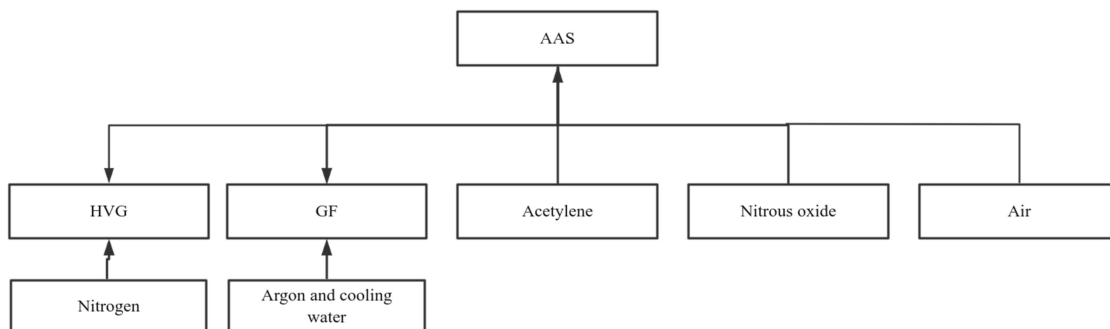 AAS
HVG
GF
Acetylene
Nitrous oxide
Air
Nitrogen
Argon and cooling
water